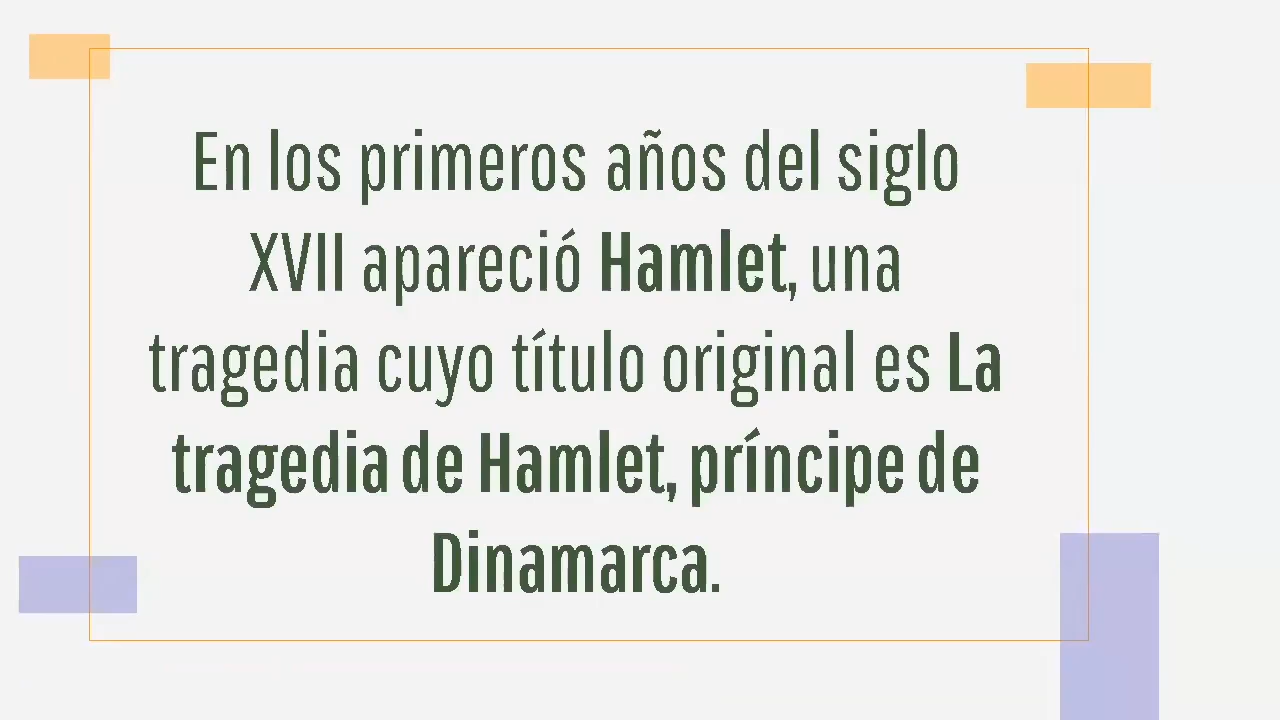 En los primeros años del siglo
XVII apareció Hamlet, una
tragedia cuyo título original es La
tragedia de Hamlet, príncipe de
Dinamarca.